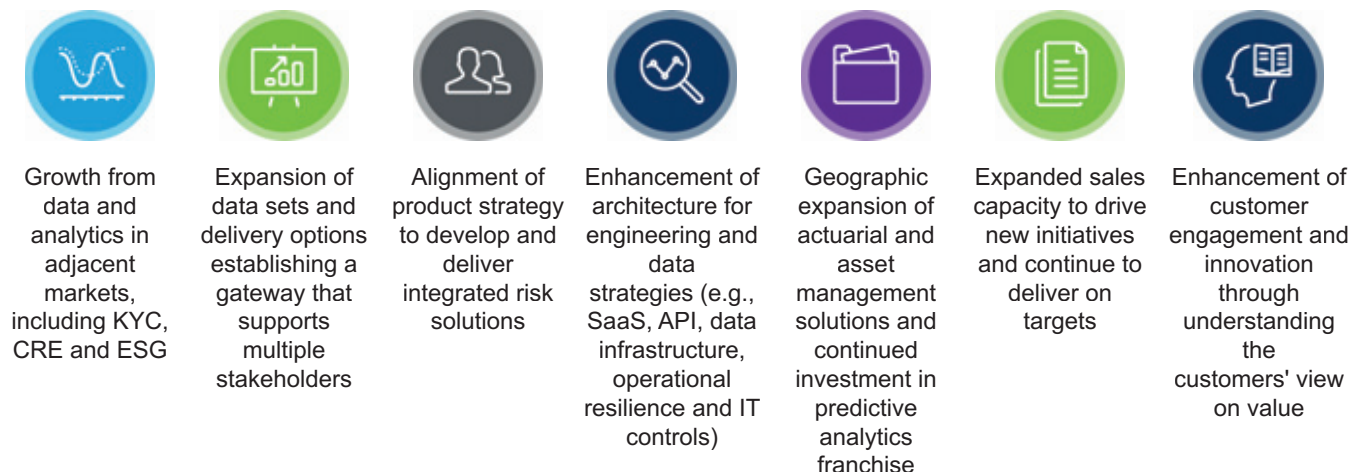 Growth from
data and
analytics in
adjacent
markets,
including KYC,
CRE and ESG
Expansion of
data sets and
delivery options
establishing a
gateway that
supports
multiple
stakeholders
Alignment of
product strategy
to develop and
deliver
integrated risk
solutions
Enhancement of
architecture for
engineering and
data
strategies (e.g.,
SaaS, API, data
infrastructure,
operational
resilience and IT
controls)
Geographic
expansion of
actuarial and
asset
management
solutions and
continued
investment in
predictive
analytics
franchise
Expanded sales
capacity to drive
new initiatives
and continue to
deliver on
targets
Enhancement of
customer
engagement and
innovation
through
understanding
the
customers' view
on value